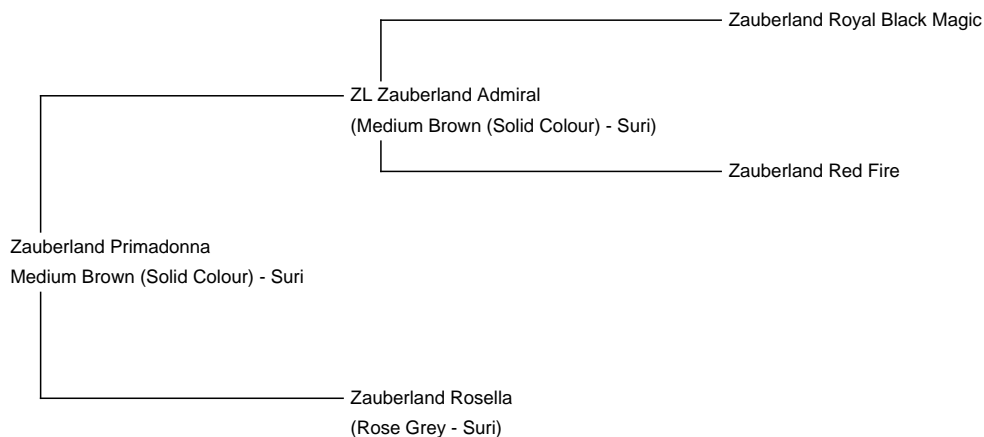 Zauberland Royal Black Magic
ZL Zauberland Admiral
(Medium Brown (Solid Colour) - Suri)
Zauberland Red Fire
Zauberland Primadonna
Medium Brown (Solid Colour) - Suri
Zauberland Rosella
(Rose Grey - Suri)